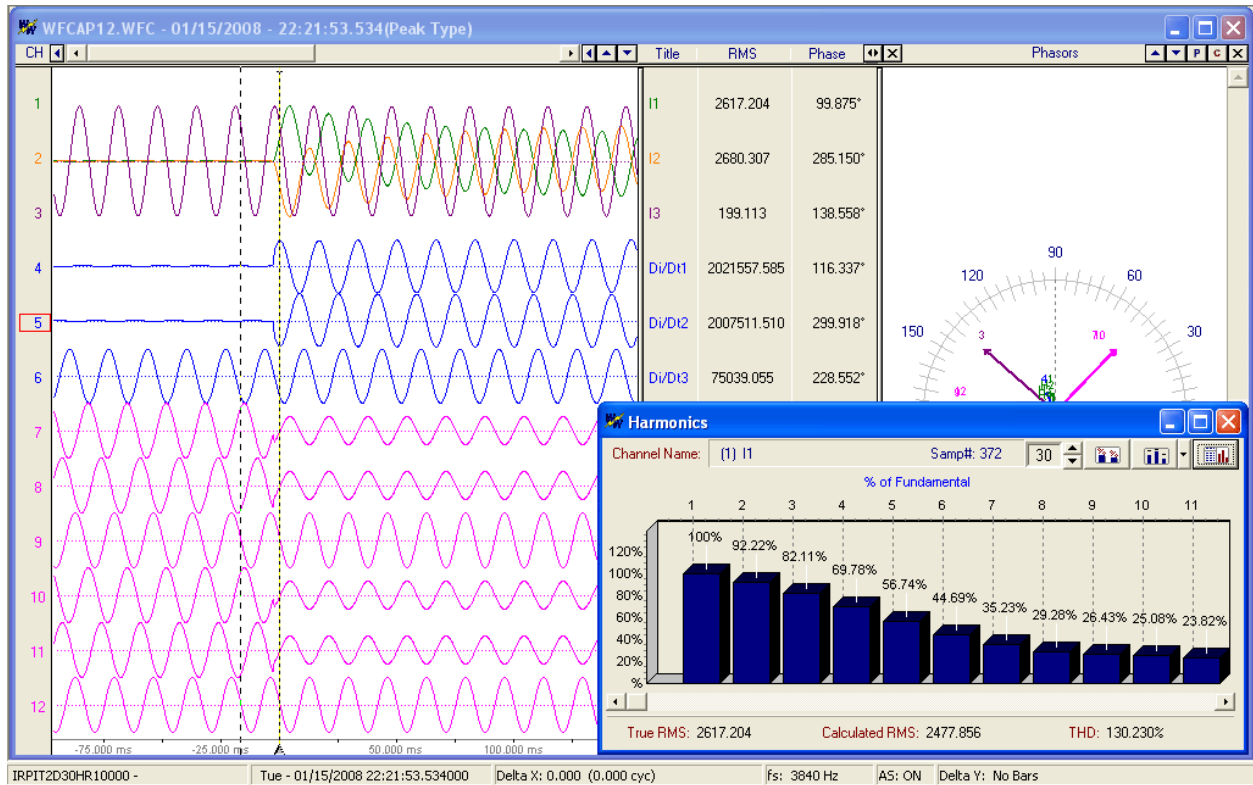 WFCAP12.WFC - 01/15/2008 - 22:21:53.534(Peak Type)
CH Title RMS Phase Phasors P C
1 I1 2617.204 99.875°
2 I2 2680.307 285.150°
3 I3 199.113 138.558°
4 Di/Dt1 2021557.585 116.337°
5 Di/Dt2 2007511.510 299.918°
6 Di/Dt3 75039.055 228.552°
7
8
9
10
11
12
90
120 60
150 30
3
-75.000 ms -25.000 ms 50.000 ms 100.000 ms
Harmonics
Channel Name: (1) I1 Samp#: 372 30
% of Fundamental
1 2 3 4 5 6 7 8 9 10 11
120%
100%
80%
60%
40%
20%
%
100% 92.22% 82.11% 69.78% 56.74% 44.69% 35.23% 29.28% 26.43% 25.08% 23.82%
True RMS: 2617.204 Calculated RMS: 2477.856 THD: 130.230%
IRPIT2D30HR10000 - Tue - 01/15/2008 22:21:53.534000 Delta X: 0.000 (0.000 cyc) fs: 3840 Hz AS: ON Delta Y: No Bars